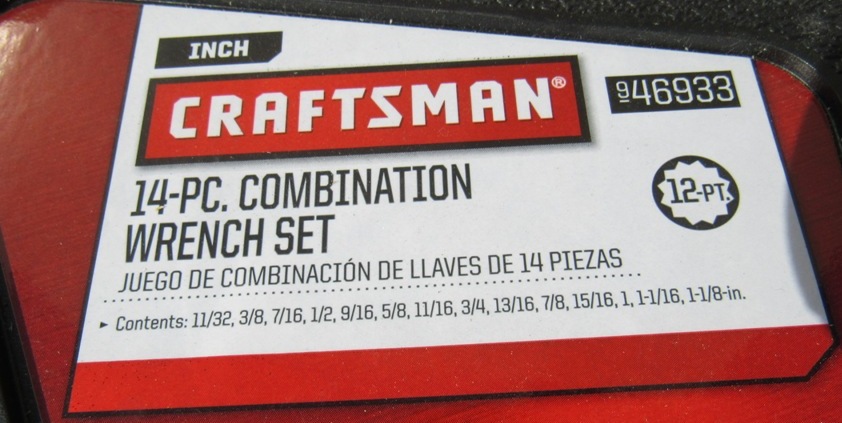 INCH
CRAFTSMAN®
946933
14-PC. COMBINATION
WRENCH SET
12-PT.
JUEGO DE COMBINACIÓN DE LLAVES DE 14 PIEZAS
▸ Contents: 11/32, 3/8, 7/16, 1/2, 9/16, 5/8, 11/16, 3/4, 13/16, 7/8, 15/16, 1, 1-1/16, 1-1/8-in.